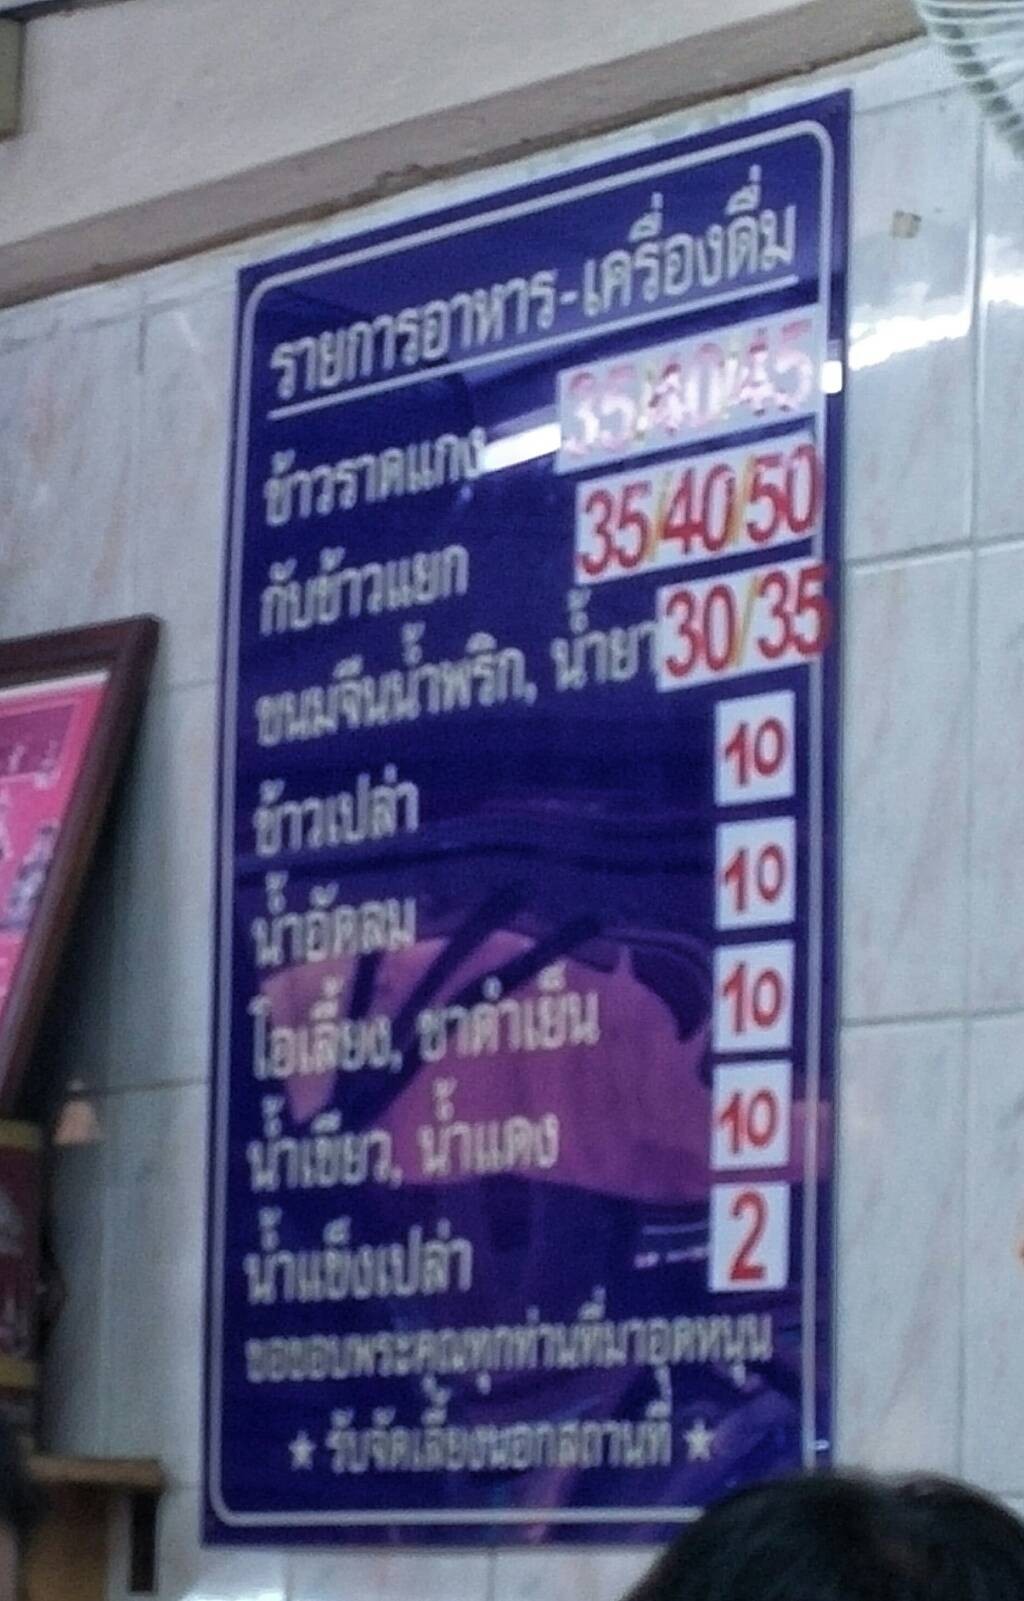 รายการอาหาร-เครื่องดื่ม
ข้าวราดแกง 35/40/45
กับข้าวแยก 35/40/50
ขนมจีนน้ำพริก, น้ำยา 30/35
ข้าวเปล่า 10
น้ำอัดลม 10
โอเลี้ยง, ชาดำเย็น 10
น้ำเขียว, น้ำแดง 10
น้ำแข็งเปล่า 2
ขอขอบพระคุณทุกท่านที่มาอุดหนุน
★ รับจัดเลี้ยงนอกสถานที่ ★